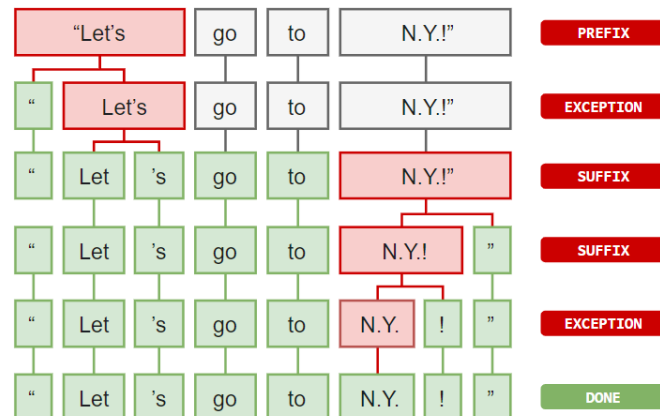 “Let's go to N.Y.!” PREFIX
“ Let's go to N.Y.!” EXCEPTION
“ Let 's go to N.Y.!” SUFFIX
“ Let 's go to N.Y.! ” SUFFIX
“ Let 's go to N.Y. ! ” EXCEPTION
“ Let 's go to N.Y. ! ” DONE